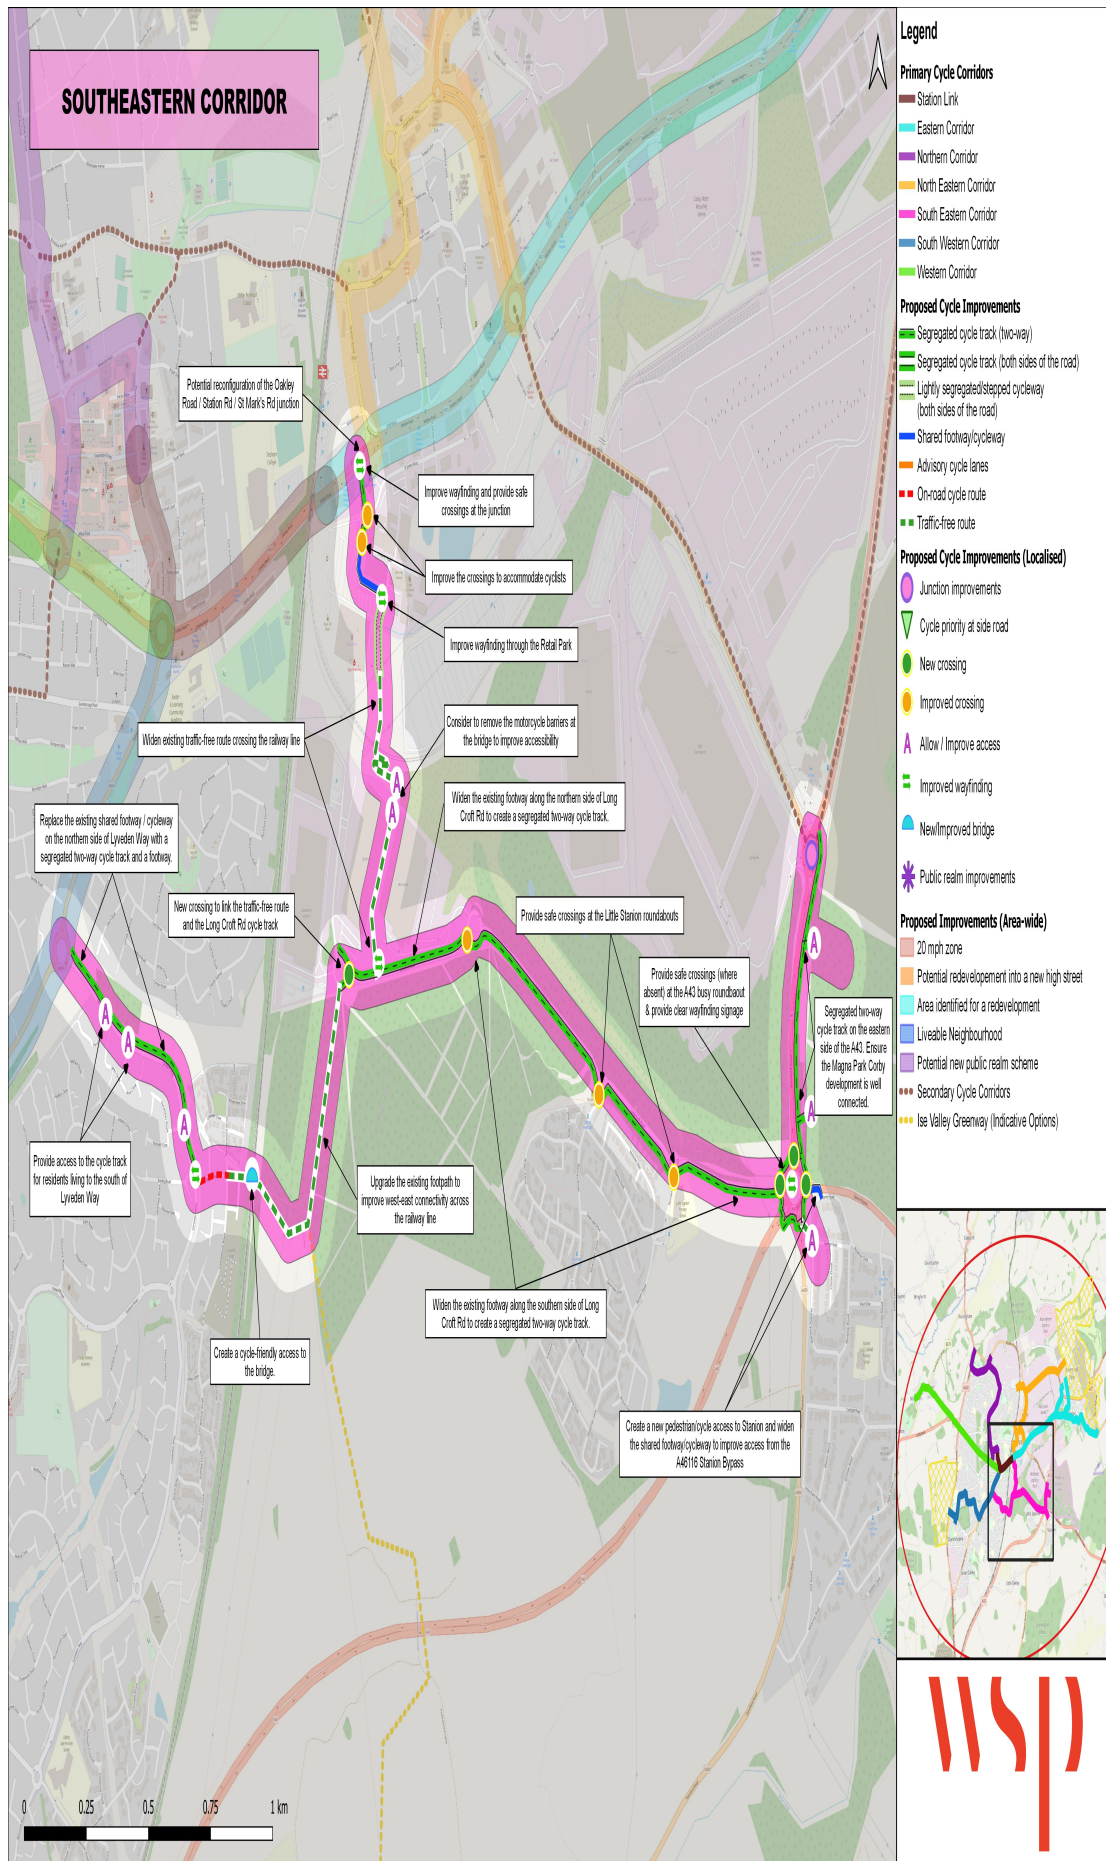 SOUTHEASTERN CORRIDOR
Potential reconfiguration of the Oakley
Road / Station Rd / St Mark's Rd junction
Improve wayfinding and provide safe
crossings at the junction
Improve the crossings to accommodate cyclists
Improve wayfinding through the Retail Park
Widen existing traffic-free route crossing the railway line
Consider to remove the motorcycle barriers at
the bridge to improve accessibility
Widen the existing footway along the northern side of Long
Croft Rd to create a segregated two-way cycle track.
Replace the existing shared footway / cycleway
on the northern side of Lyveden Way with a
segregated two-way cycle track and a footway.
New crossing to link the traffic-free route
and the Long Croft Rd cycle track
Provide safe crossings at the Little Stanion roundabouts
Provide safe crossings (where
absent) at the A43 busy roundbaout
& provide clear wayfinding signage
Segregated two-way
cycle track on the eastern
side of the A43. Ensure
the Magna Park Corby
development is well
connected.
Provide access to the cycle track
for residents living to the south of
Lyveden Way
Upgrade the existing footpath to
improve west-east connectivity across
the railway line
Widen the existing footway along the southern side of Long
Croft Rd to create a segregated two-way cycle track.
Create a cycle-friendly access to
the bridge.
Create a new pedestrian/cycle access to Stanion and widen
the shared footway/cycleway to improve access from the
A46116 Stanion Bypass
A
A
A
A
A
A
A
A
0 0.25 0.5 0.75 1 km
Legend
Primary Cycle Corridors
Station Link
Eastern Corridor
Northern Corridor
North Eastern Corridor
South Eastern Corridor
South Western Corridor
Western Corridor
Proposed Cycle Improvements
Segregated cycle track (two-way)
Segregated cycle track (both sides of the road)
Lightly segregated/stepped cycleway
(both sides of the road)
Shared footway/cycleway
Advisory cycle lanes
On-road cycle route
Traffic-free route
Proposed Cycle Improvements (Localised)
Junction improvements
Cycle priority at side road
New crossing
Improved crossing
A Allow / Improve access
Improved wayfinding
New/Improved bridge
Public realm improvements
Proposed Improvements (Area-wide)
20 mph zone
Potential redevelopement into a new high street
Area identified for a redevelopment
Liveable Neighbourhood
Potential new public realm scheme
Secondary Cycle Corridors
Ise Valley Greenway (Indicative Options)
wsp